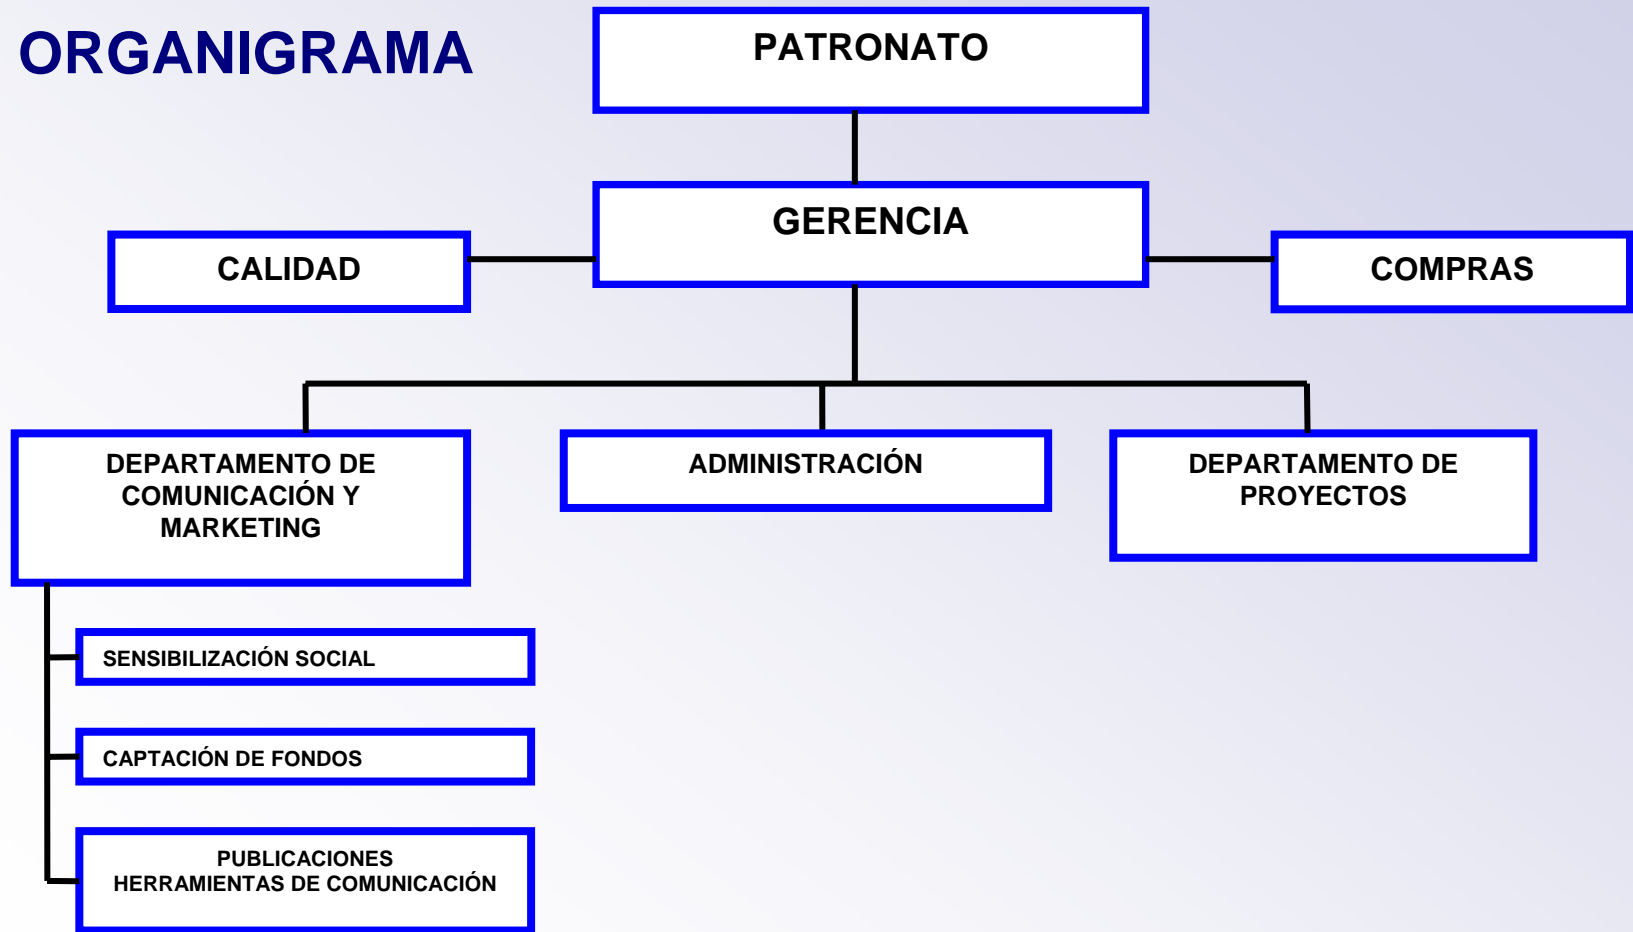 ORGANIGRAMA
PATRONATO
GERENCIA
CALIDAD
COMPRAS
DEPARTAMENTO DE
COMUNICACIÓN Y
MARKETING
ADMINISTRACIÓN
DEPARTAMENTO DE
PROYECTOS
SENSIBILIZACIÓN SOCIAL
CAPTACIÓN DE FONDOS
PUBLICACIONES
HERRAMIENTAS DE COMUNICACIÓN